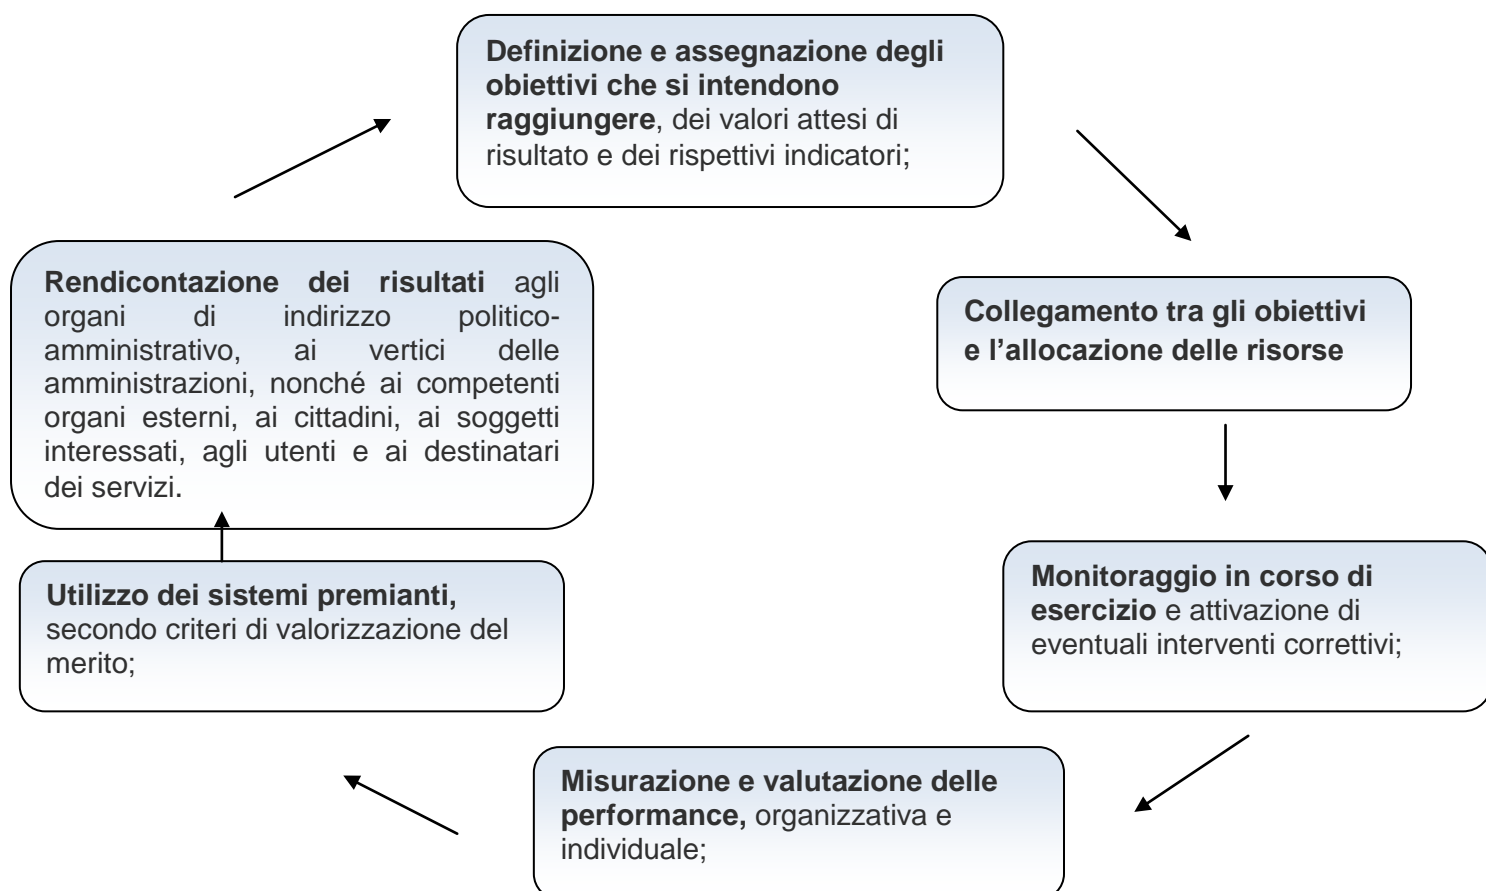 Definizione e assegnazione degli
obiettivi che si intendono
raggiungere, dei valori attesi di
risultato e dei rispettivi indicatori;
Collegamento tra gli obiettivi
e l’allocazione delle risorse
Monitoraggio in corso di
esercizio e attivazione di
eventuali interventi correttivi;
Misurazione e valutazione delle
performance, organizzativa e
individuale;
Utilizzo dei sistemi premianti,
secondo criteri di valorizzazione del
merito;
Rendicontazione dei risultati agli
organi di indirizzo politico-
amministrativo, ai vertici delle
amministrazioni, nonché ai competenti
organi esterni, ai cittadini, ai soggetti
interessati, agli utenti e ai destinatari
dei servizi.